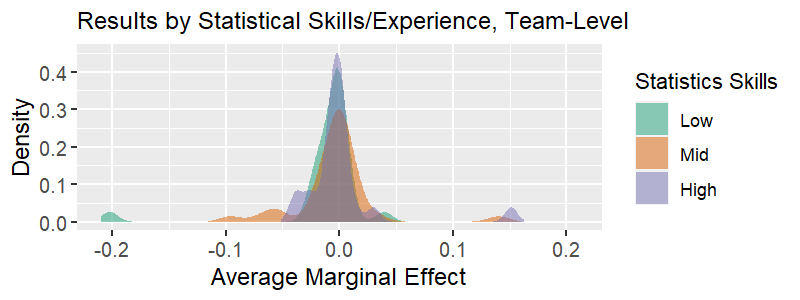 Results by Statistical Skills/Experience, Team-Level
Density
0.4
0.3
0.2
0.1
0.0
-0.2
-0.1
0.0
0.1
0.2
Average Marginal Effect
Statistics Skills
Low
Mid
High